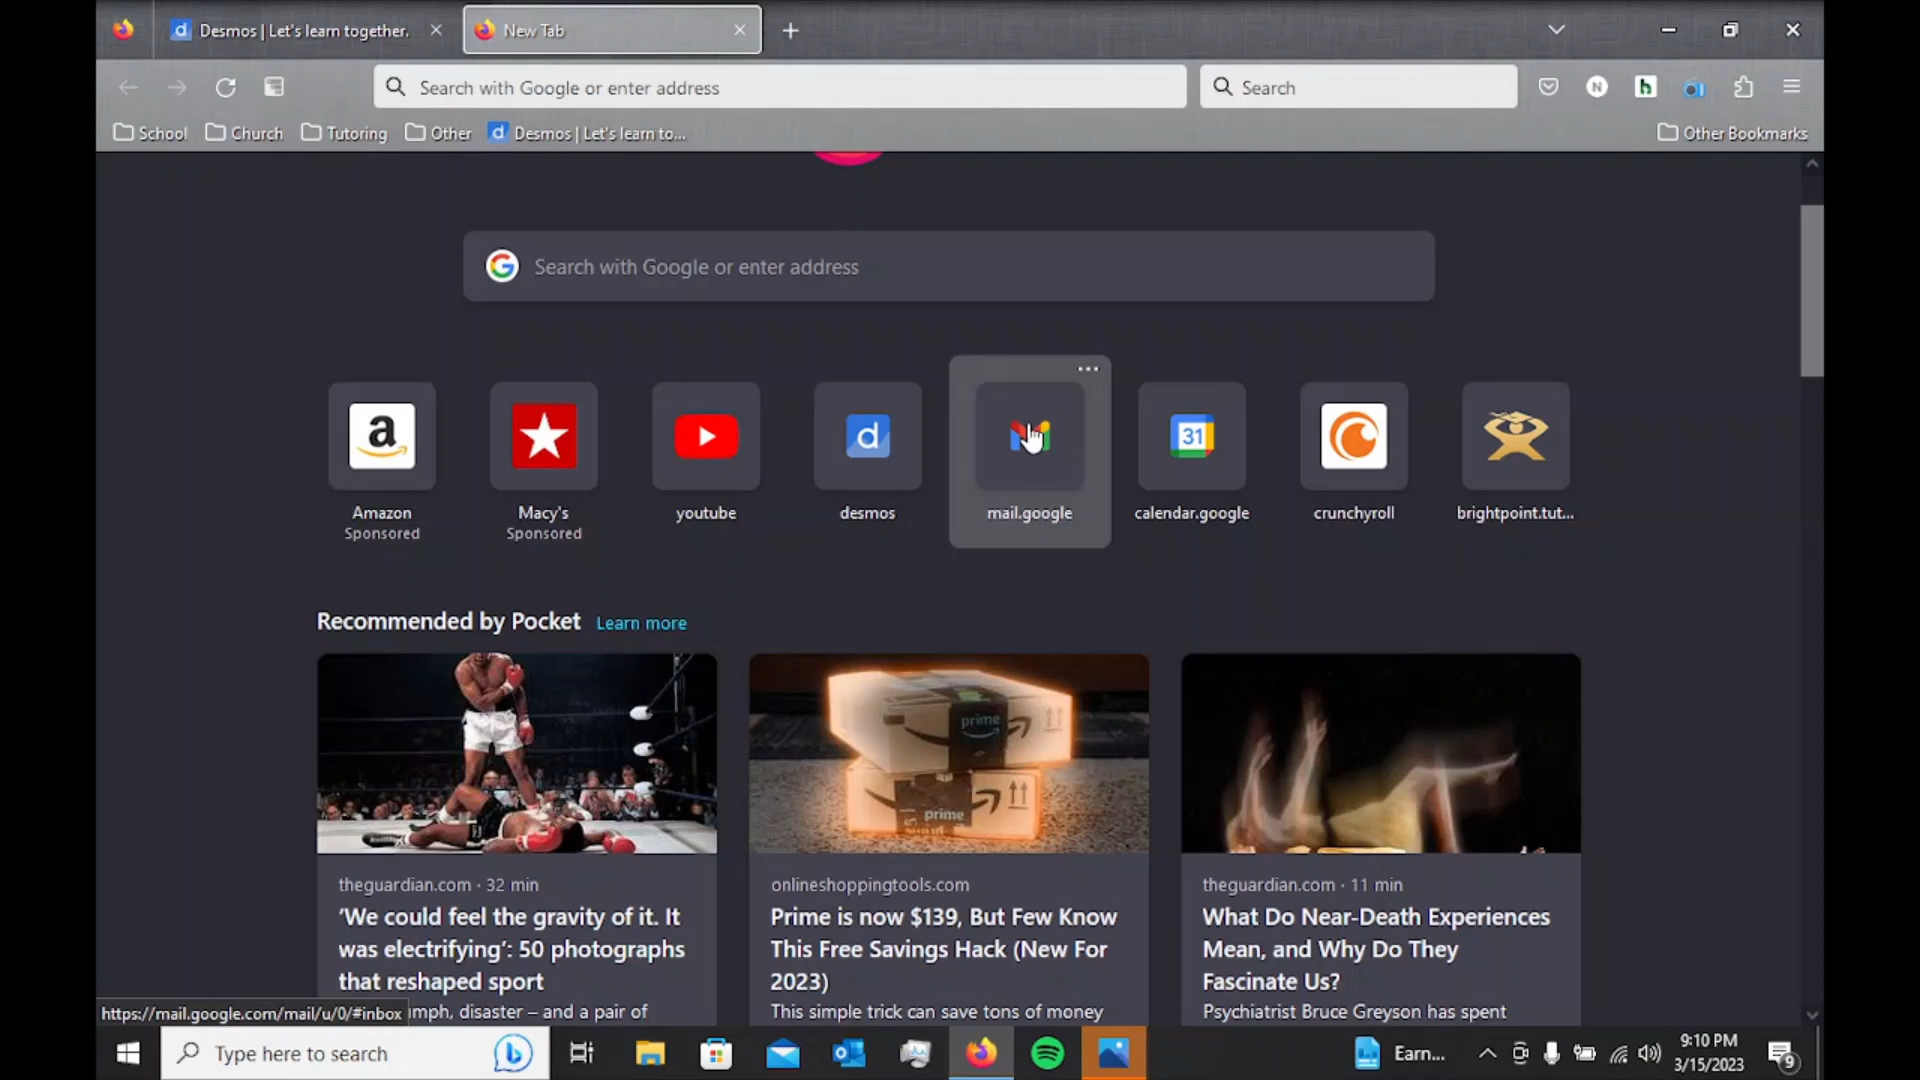 Desmos | Let's learn together.
New Tab
Search with Google or enter address
Search
N
h
School
Church
Tutoring
Other
d Desmos | Let's learn to...
Other Bookmarks
Search with Google or enter address
a
d
31
Amazon
Sponsored
Macy's
Sponsored
youtube
desmos
mail.google
calendar.google
crunchyroll
brightpoint.tut...
Recommended by Pocket Learn more
prime
prime
theguardian.com · 32 min
‘We could feel the gravity of it. It
was electrifying’: 50 photographs
that reshaped sport
imph, disaster – and a pair of
onlineshoppingtools.com
Prime is now $139, But Few Know
This Free Savings Hack (New For
2023)
This simple trick can save tons of money
theguardian.com · 11 min
What Do Near-Death Experiences
Mean, and Why Do They
Fascinate Us?
Psychiatrist Bruce Greyson has spent
https://mail.google.com/mail/u/0/#inbox
Type here to search
Earn...
9:10 PM
3/15/2023
9